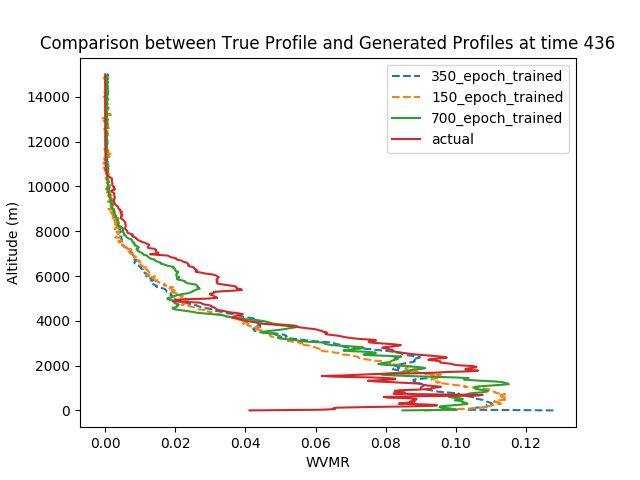 Comparison between True Profile and Generated Profiles at time 436
350_epoch_trained
150_epoch_trained
700_epoch_trained
actual
Altitude (m)
14000
12000
10000
8000
6000
4000
2000
0
0.00 0.02 0.04 0.06 0.08 0.10 0.12
WVMR